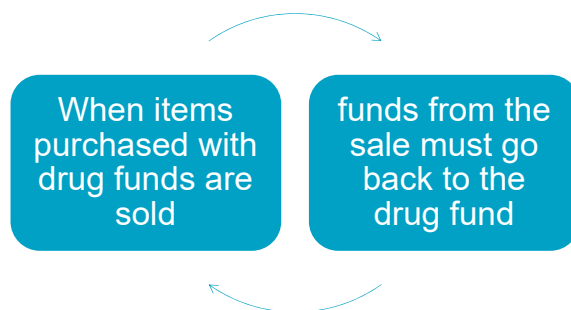 When items
purchased with
drug funds are
sold
funds from the
sale must go
back to the
drug fund